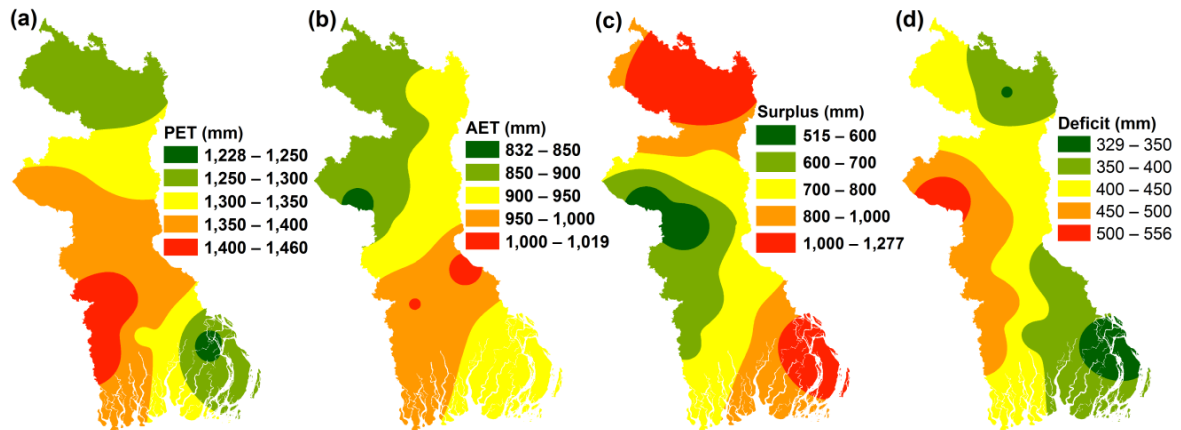 (a)
PET (mm)
1,228 – 1,250
1,250 – 1,300
1,300 – 1,350
1,350 – 1,400
1,400 – 1,460
(b)
AET (mm)
832 – 850
850 – 900
900 – 950
950 – 1,000
1,000 – 1,019
(c)
Surplus (mm)
515 – 600
600 – 700
700 – 800
800 – 1,000
1,000 – 1,277
(d)
Deficit (mm)
329 – 350
350 – 400
400 – 450
450 – 500
500 – 556